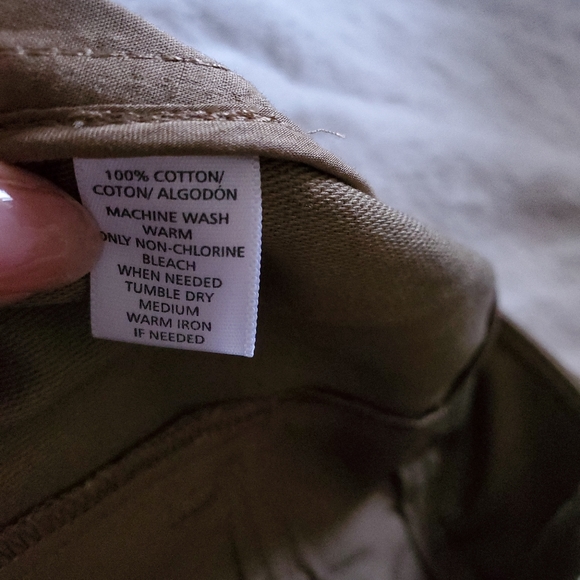 100% COTTON/
COTON/ ALGODÓN
MACHINE WASH
WARM
ONLY NON-CHLORINE
BLEACH
WHEN NEEDED
TUMBLE DRY
MEDIUM
WARM IRON
IF NEEDED